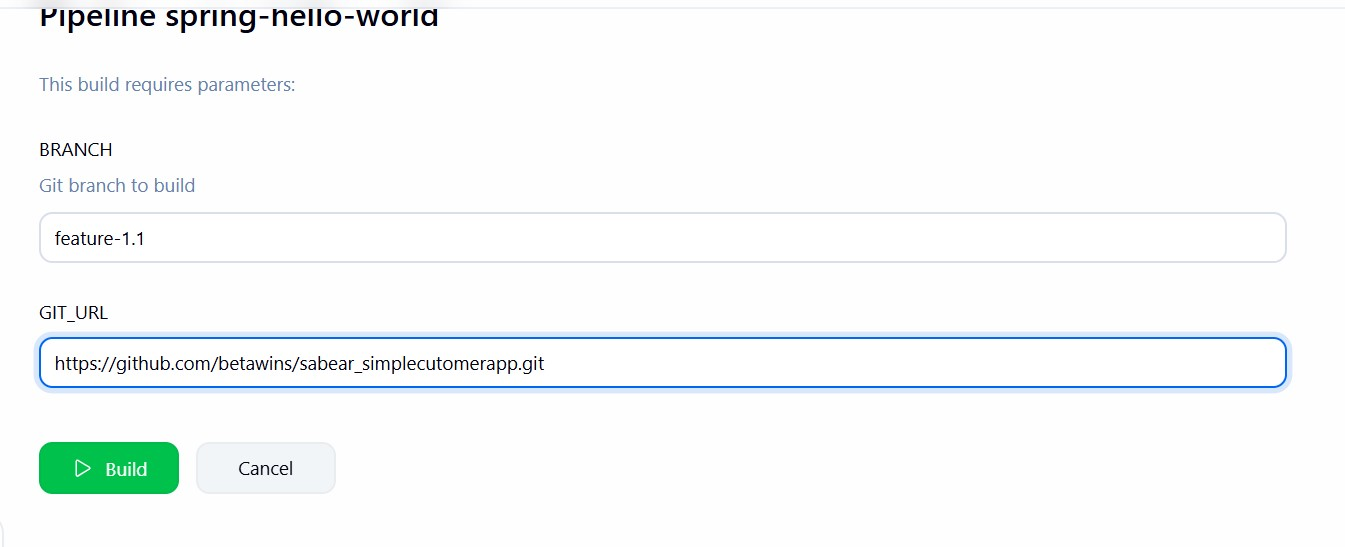 Pipeline spring-hello-world
This build requires parameters:
BRANCH
Git branch to build
feature-1.1
GIT_URL
https://github.com/betawins/sabear_simplecutomerapp.git
Build
Cancel